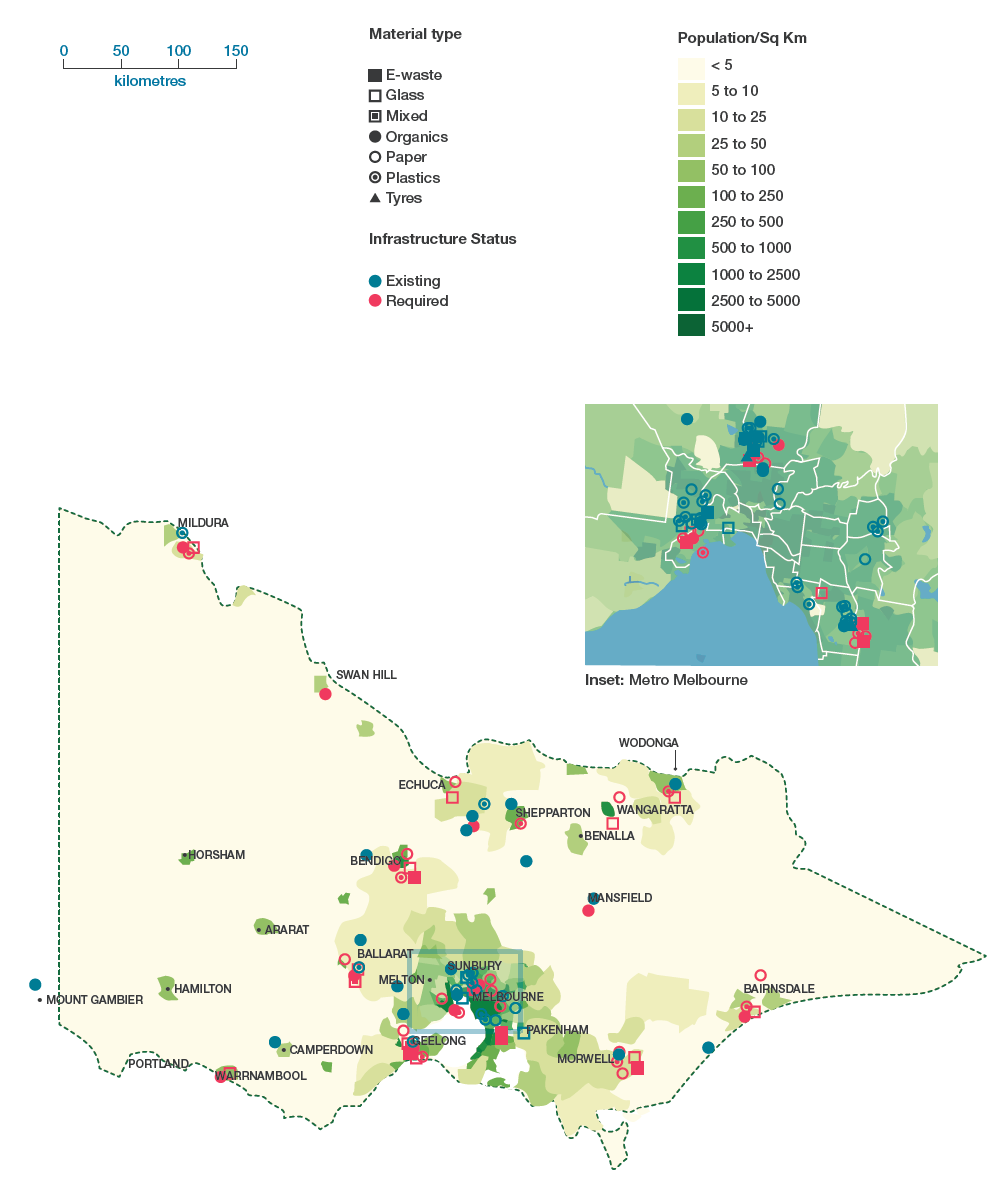 0 50 100 150
kilometres
Material type
E-waste
Glass
Mixed
Organics
Paper
Plastics
Tyres
Infrastructure Status
Existing
Required
Population/Sq Km
< 5
5 to 10
10 to 25
25 to 50
50 to 100
100 to 250
250 to 500
500 to 1000
1000 to 2500
2500 to 5000
5000+
Inset: Metro Melbourne
MILDURA
SWAN HILL
WODONGA
ECHUCA
SHEPPARTON
WANGARATTA
BENALLA
HORSHAM
BENDIGO
MANSFIELD
ARARAT
BALLARAT
SUNBURY
MELTON
HAMILTON
MOUNT GAMBIER
MELBOURNE
BAIRNSDALE
PAKENHAM
GEELONG
CAMPERDOWN
MORWELL
PORTLAND
WARRNAMBOOL